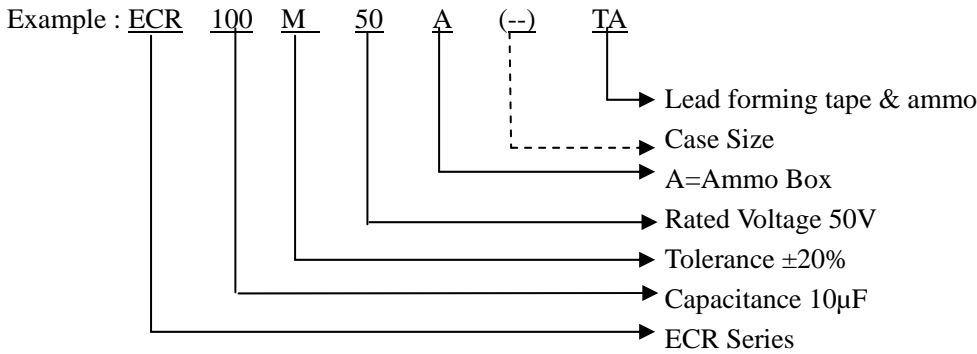 Example : ECR 100 M 50 A (--) TA
Lead forming tape & ammo
Case Size
A=Ammo Box
Rated Voltage 50V
Tolerance ±20%
Capacitance 10μF
ECR Series